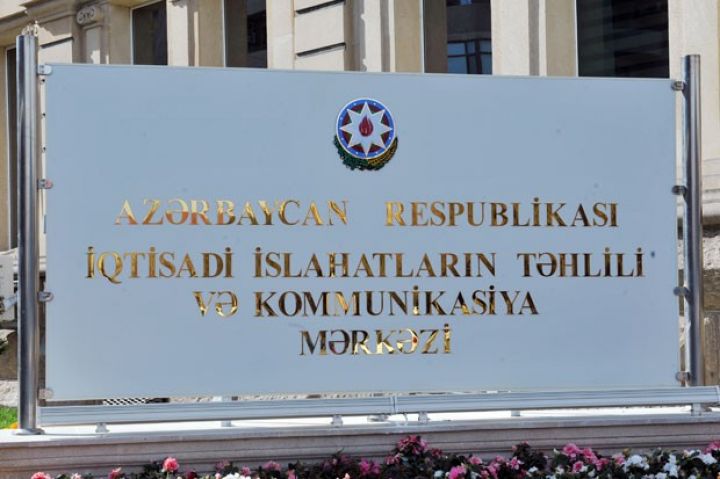 AZƏRBAYCAN RESPUBLİKASI
İQTİSADİ İSLAHATLARIN TƏHLİLİ
VƏ KOMMUNİKASİYA
MƏRKƏZİ